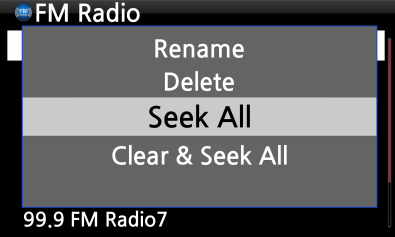 FM Radio
Rename
Delete
Seek All
Clear & Seek All
99.9 FM Radio7